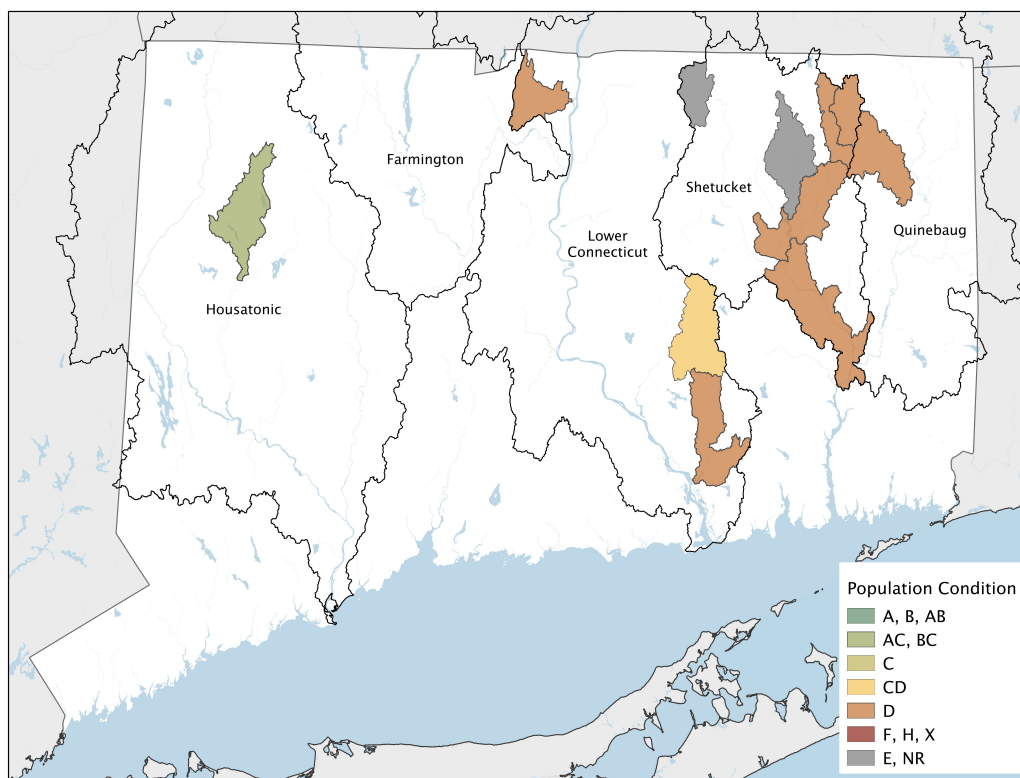 Farmington
Shetucket
Quinebaug
Lower
Connecticut
Housatonic
Population Condition
A, B, AB
AC, BC
C
CD
D
F, H, X
E, NR